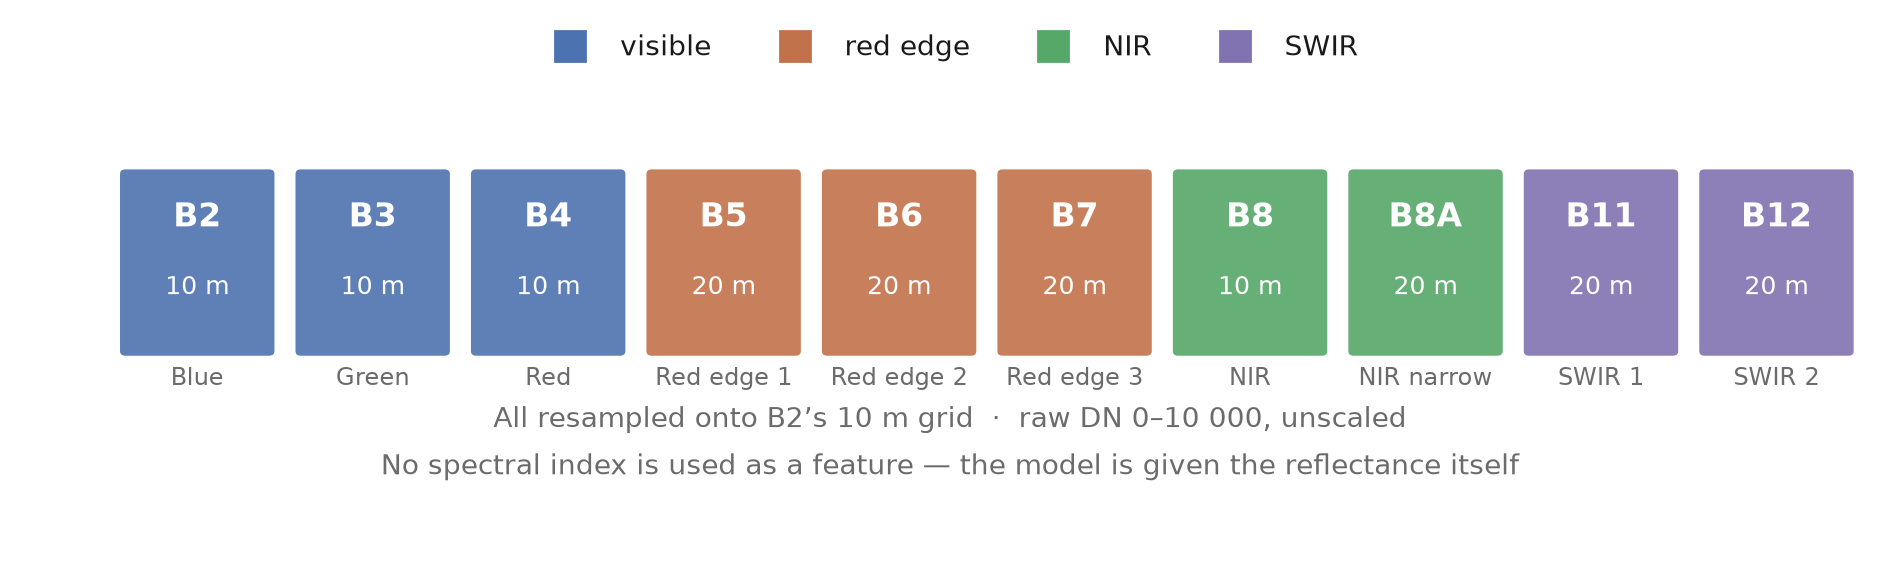 visible red edge NIR SWIR
B2 B3 B4 B5 B6 B7 B8 B8A B11 B12
10 m 10 m 10 m 20 m 20 m 20 m 10 m 20 m 20 m 20 m
Blue Green Red Red edge 1 Red edge 2 Red edge 3 NIR NIR narrow SWIR 1 SWIR 2
All resampled onto B2’s 10 m grid · raw DN 0–10 000, unscaled
No spectral index is used as a feature — the model is given the reflectance itself